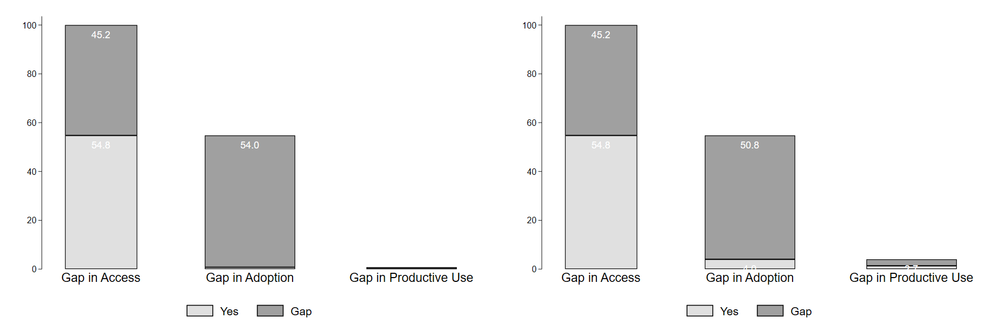 100
80
60
40
20
0
45.2
54.8
54.0
Gap in Access
Gap in Adoption
Gap in Productive Use
Yes
Gap
100
80
60
40
20
0
45.2
54.8
50.8
Gap in Access
Gap in Adoption
Gap in Productive Use
Yes
Gap